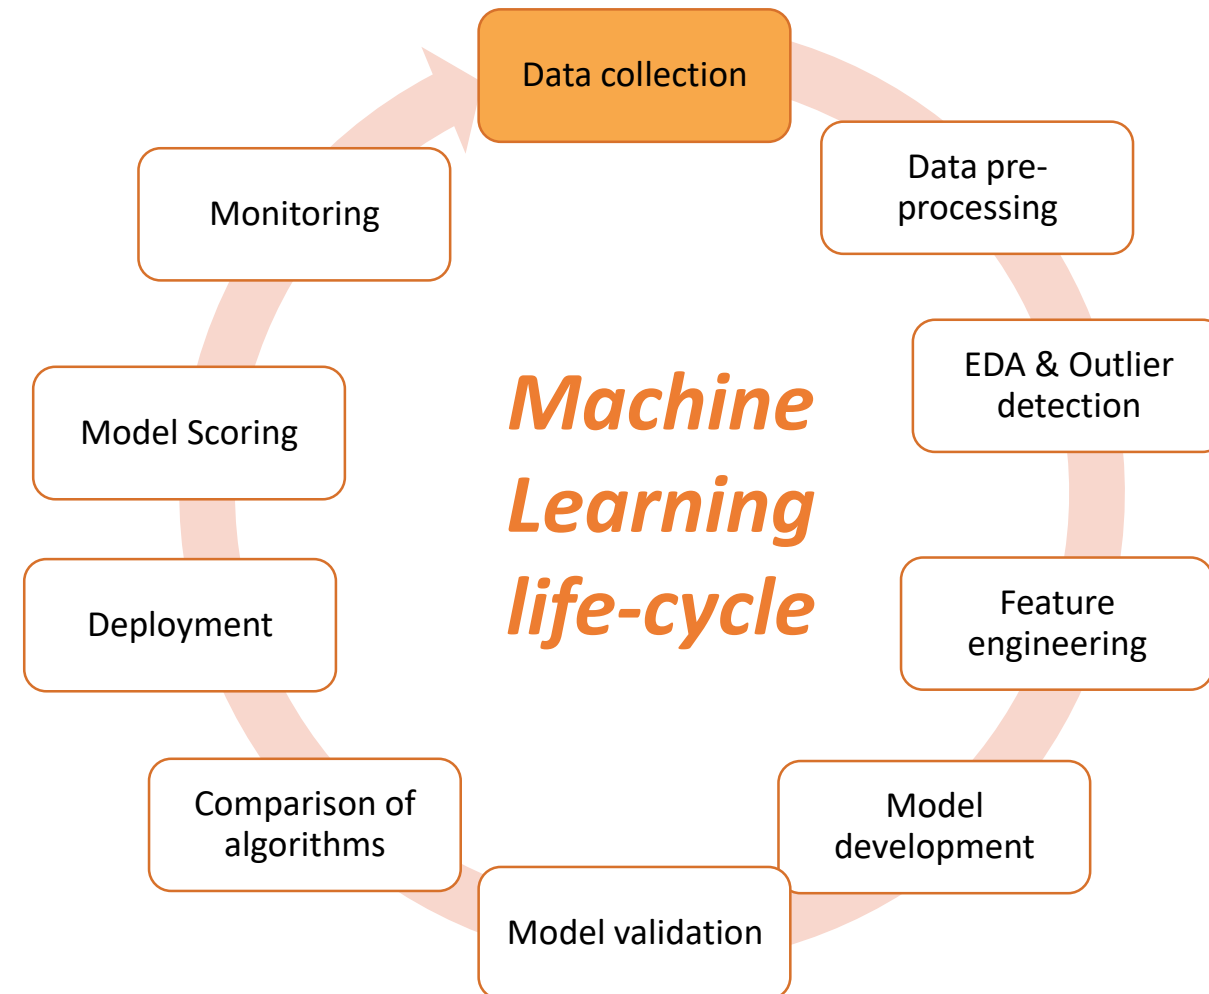 Data collection
Data pre-
processing
EDA & Outlier
detection
Feature
engineering
Model
development
Model validation
Comparison of
algorithms
Deployment
Model Scoring
Monitoring
Machine
Learning
life-cycle